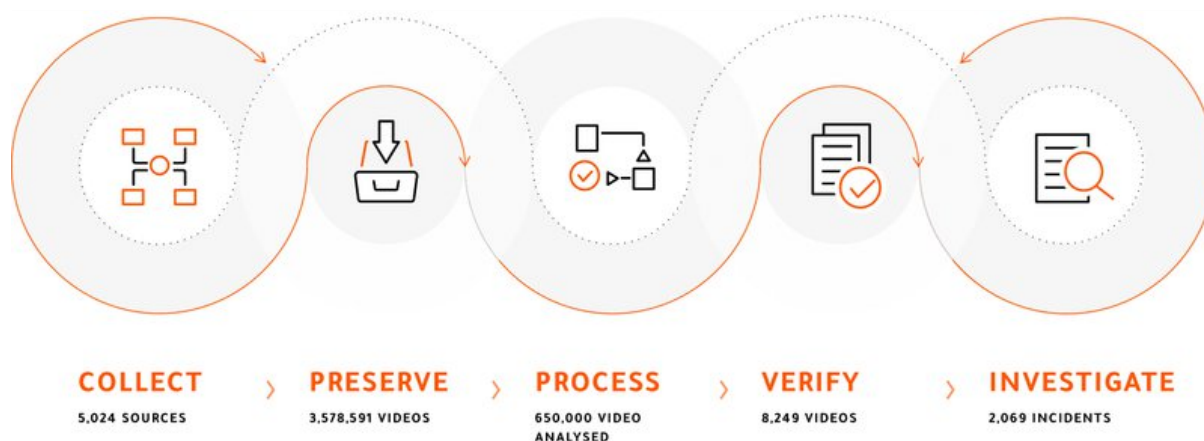 COLLECT
5,024 SOURCES
PRESERVE
3,578,591 VIDEOS
PROCESS
650,000 VIDEO
ANALYSED
VERIFY
8,249 VIDEOS
INVESTIGATE
2,069 INCIDENTS